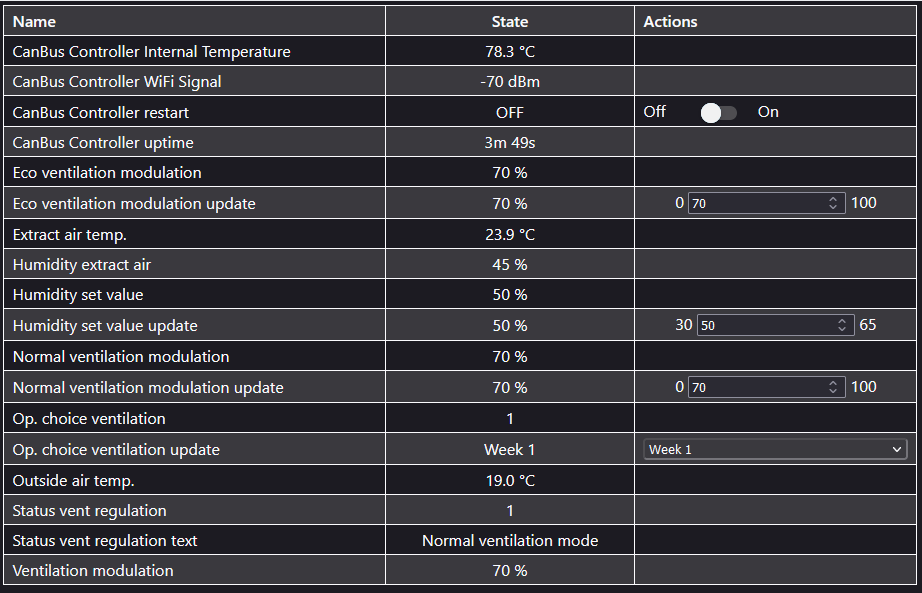 Name State Actions
CanBus Controller Internal Temperature 78.3 °C
CanBus Controller WiFi Signal -70 dBm
CanBus Controller restart OFF Off On
CanBus Controller uptime 3m 49s
Eco ventilation modulation 70 %
Eco ventilation modulation update 70 % 0 70 100
Extract air temp. 23.9 °C
Humidity extract air 45 %
Humidity set value 50 %
Humidity set value update 50 % 30 50 65
Normal ventilation modulation 70 %
Normal ventilation modulation update 70 % 0 70 100
Op. choice ventilation 1
Op. choice ventilation update Week 1 Week 1
Outside air temp. 19.0 °C
Status vent regulation 1
Status vent regulation text Normal ventilation mode
Ventilation modulation 70 %